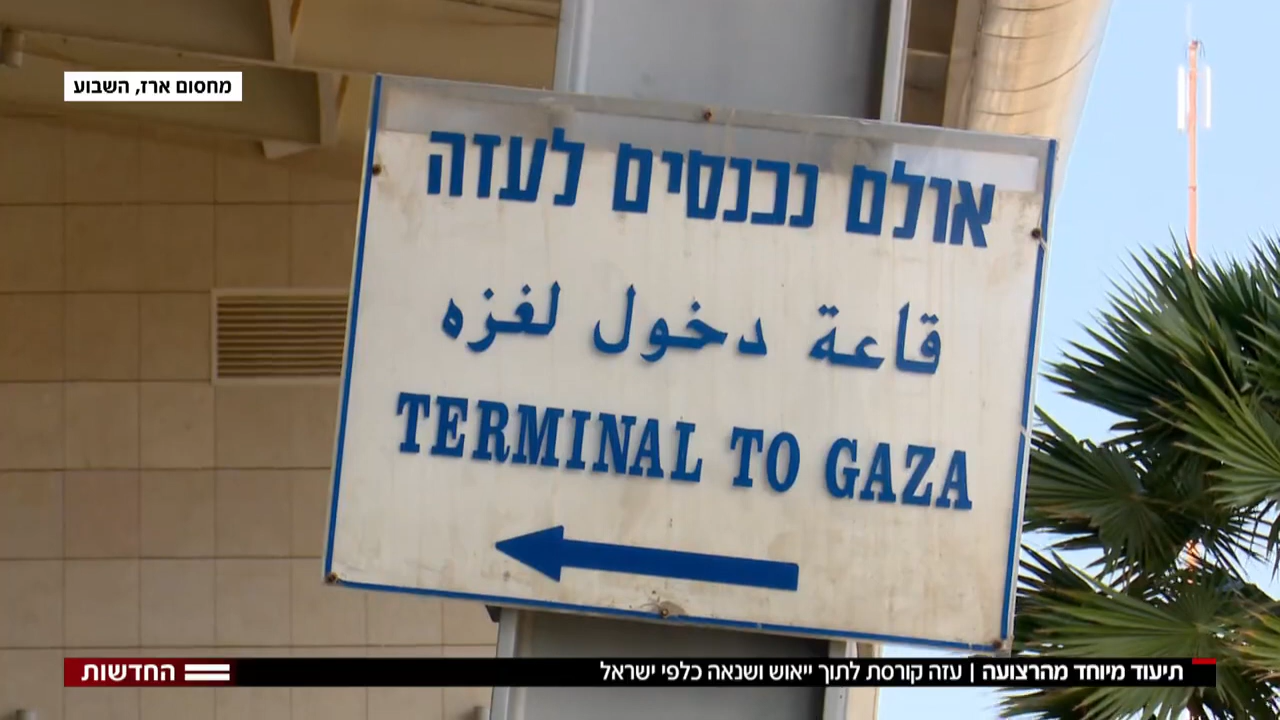 מחסום ארז, השבוע
אולם נכנסים לעזה
قاعة دخول لغزه
TERMINAL TO GAZA
תיעוד מיוחד מהרצועה | עזה קורסת לתוך ייאוש ושנאה כלפי ישראל
החדשות